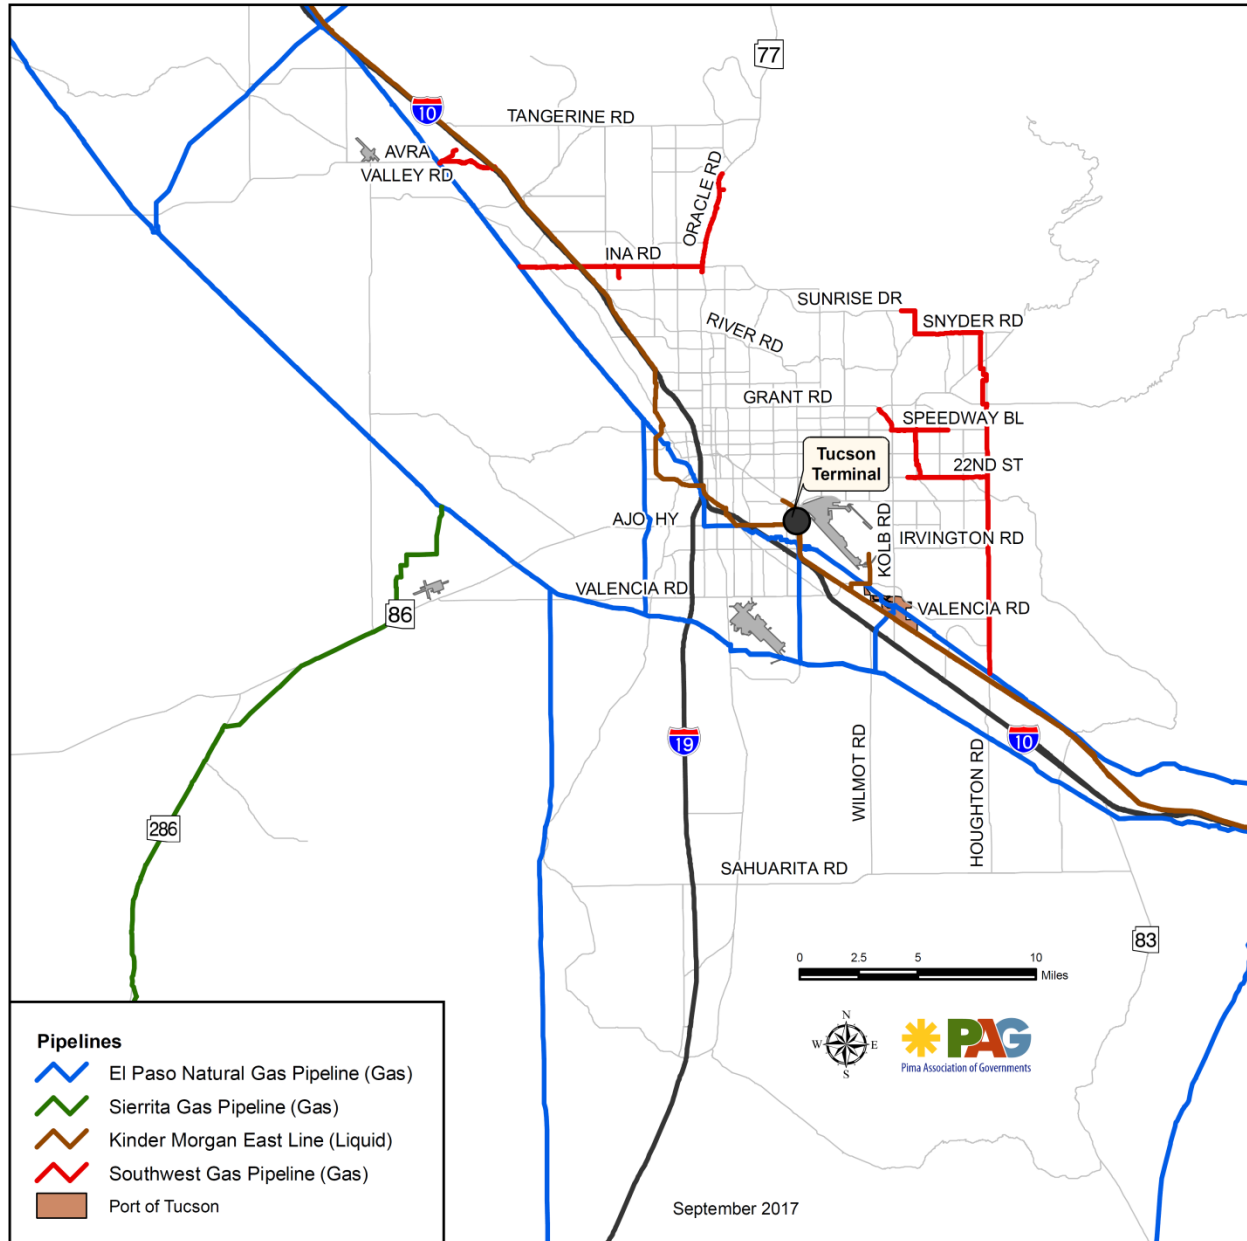 77
10
TANGERINE RD
AVRA
VALLEY RD
ORACLE RD
INA RD
SUNRISE DR
SNYDER RD
RIVER RD
GRANT RD
SPEEDWAY BL
Tucson
Terminal
22ND ST
AJO HY
KOLB RD
IRVINGTON RD
VALENCIA RD
VALENCIA RD
86
19
10
WILMOT RD
HOUGHTON RD
286
SAHUARITA RD
83
0 2.5 5 10
Miles
N
W E
S
PAG
Pima Association of Governments
Pipelines
El Paso Natural Gas Pipeline (Gas)
Sierrita Gas Pipeline (Gas)
Kinder Morgan East Line (Liquid)
Southwest Gas Pipeline (Gas)
Port of Tucson
September 2017